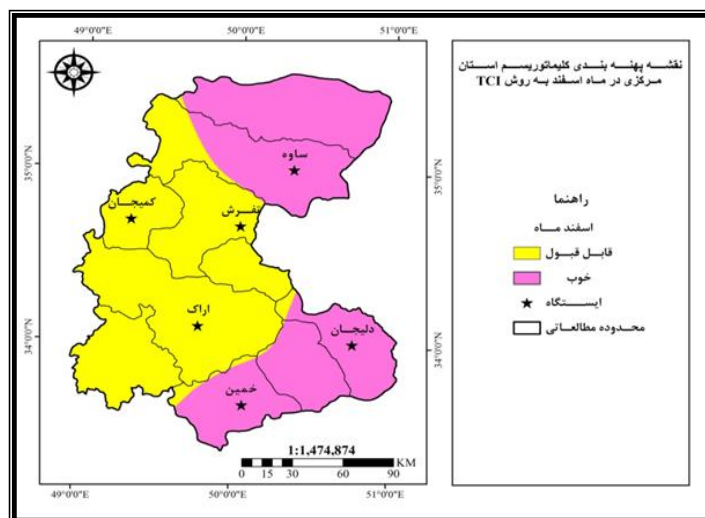 49°0'0"E
50°0'0"E
51°0'0"E
نقشه پهنه بندی کلیماتوریسم استان
مرکزی در ماه اسفند به روش TCI
35°0'0"N
35°0'0"N
ساوه
کمیجان
تفرش
راهنما
اسفند ماه
قابل قبول
خوب
ایستگاه
محدوده مطالعاتی
اراک
دلیجان
34°0'0"N
34°0'0"N
خمین
1:1,474,874
KM
0 15 30 60 90
49°0'0"E
50°0'0"E
51°0'0"E